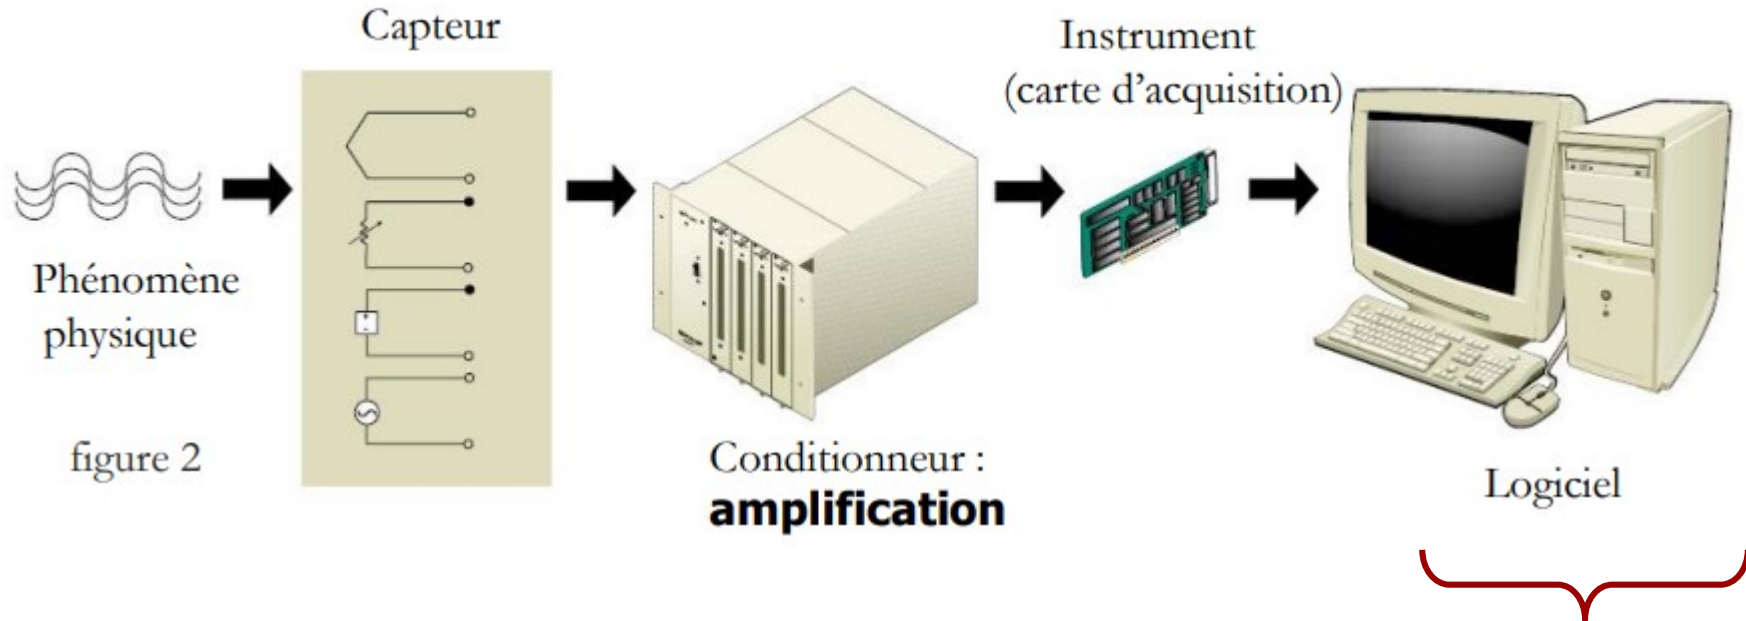 Capteur
Instrument
(carte d'acquisition)
Phénomène
physique
figure 2
Conditionneur :
amplification
Logiciel